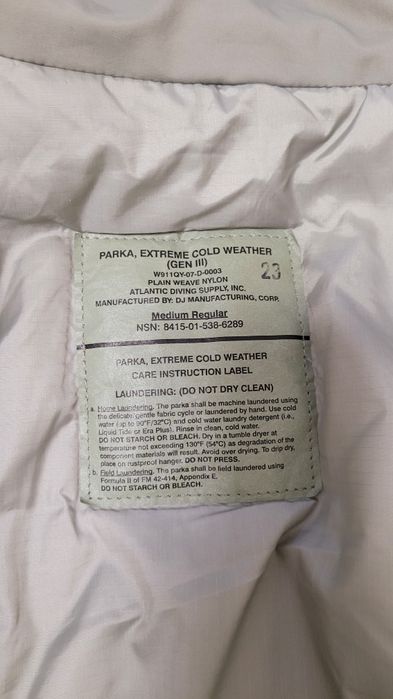 PARKA, EXTREME COLD WEATHER
(GEN III)
W911QY-07-D-0003
23
PLAIN WEAVE NYLON
ATLANTIC DIVING SUPPLY, INC.
MANUFACTURED BY: DJ MANUFACTURING, CORP.
Medium Regular
NSN: 8415-01-538-6289
PARKA, EXTREME COLD WEATHER
CARE INSTRUCTION LABEL
LAUNDERING: (DO NOT DRY CLEAN)
a. Home Laundering. The parka shall be machine laundered using
the delicate/gentle fabric cycle or laundered by hand. Use cold
water (up to 90°F/32°C) and cold water laundry detergent (i.e.,
Liquid Tide or Era Plus). Rinse in clean, cold water.
DO NOT STARCH OR BLEACH. Dry in a tumble dryer at
temperature not exceeding 130°F (54°C) as degrading of the
component materials will result. Avoid over drying. To drip dry,
place on rustproof hanger. DO NOT PRESS.
b. Field Laundering. The parka shall be field laundered using
Formula II of FM 42-414, Appendix E.
DO NOT STARCH OR BLEACH.